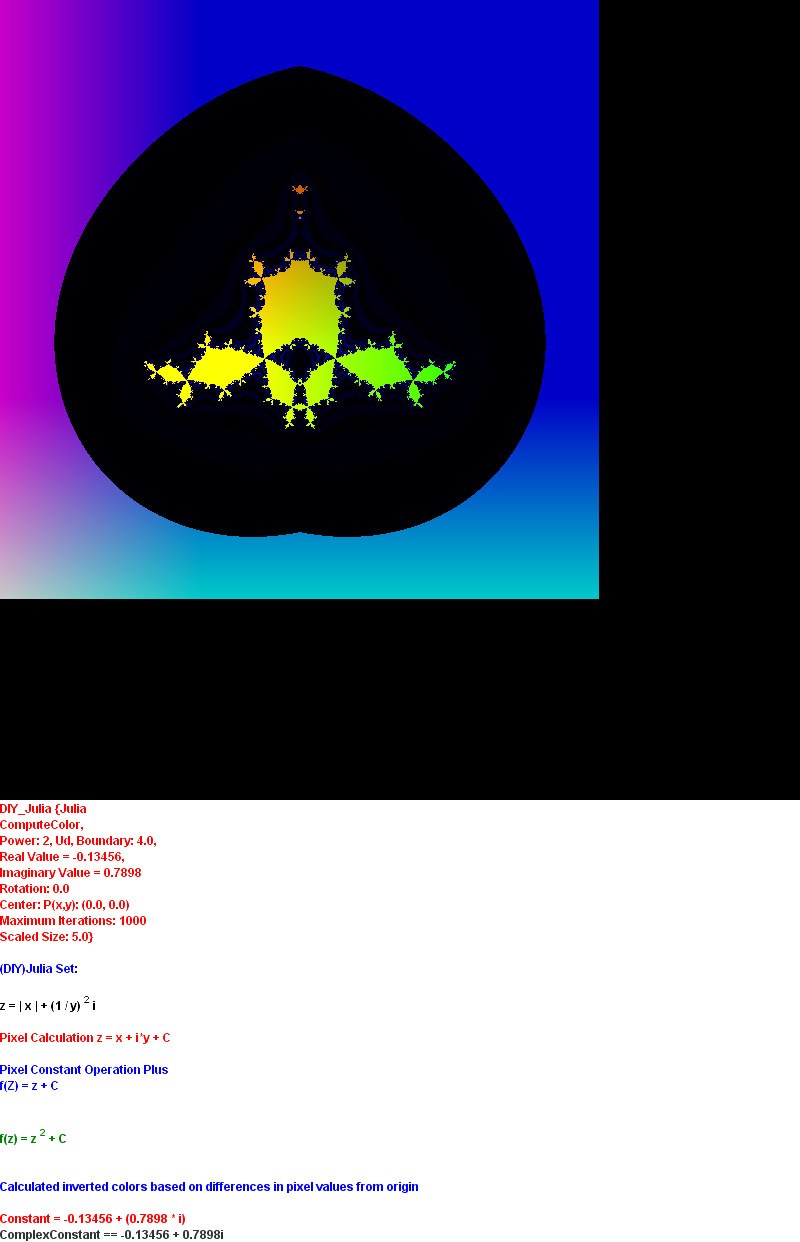 DIY_Julia {Julia
ComputeColor,
Power: 2, Ud, Boundary: 4.0,
Real Value = -0.13456,
Imaginary Value = 0.7898
Rotation: 0.0
Center: P(x,y): (0.0, 0.0)
Maximum Iterations: 1000
Scaled Size: 5.0}
(DIY)Julia Set:
z = | x | + (1 / y) 2 i
Pixel Calculation z = x + i*y + C
Pixel Constant Operation Plus
f(Z) = z + C
f(z) = z 2 + C
Calculated inverted colors based on differences in pixel values from origin
Constant = -0.13456 + (0.7898 * i)
ComplexConstant == -0.13456 + 0.7898i